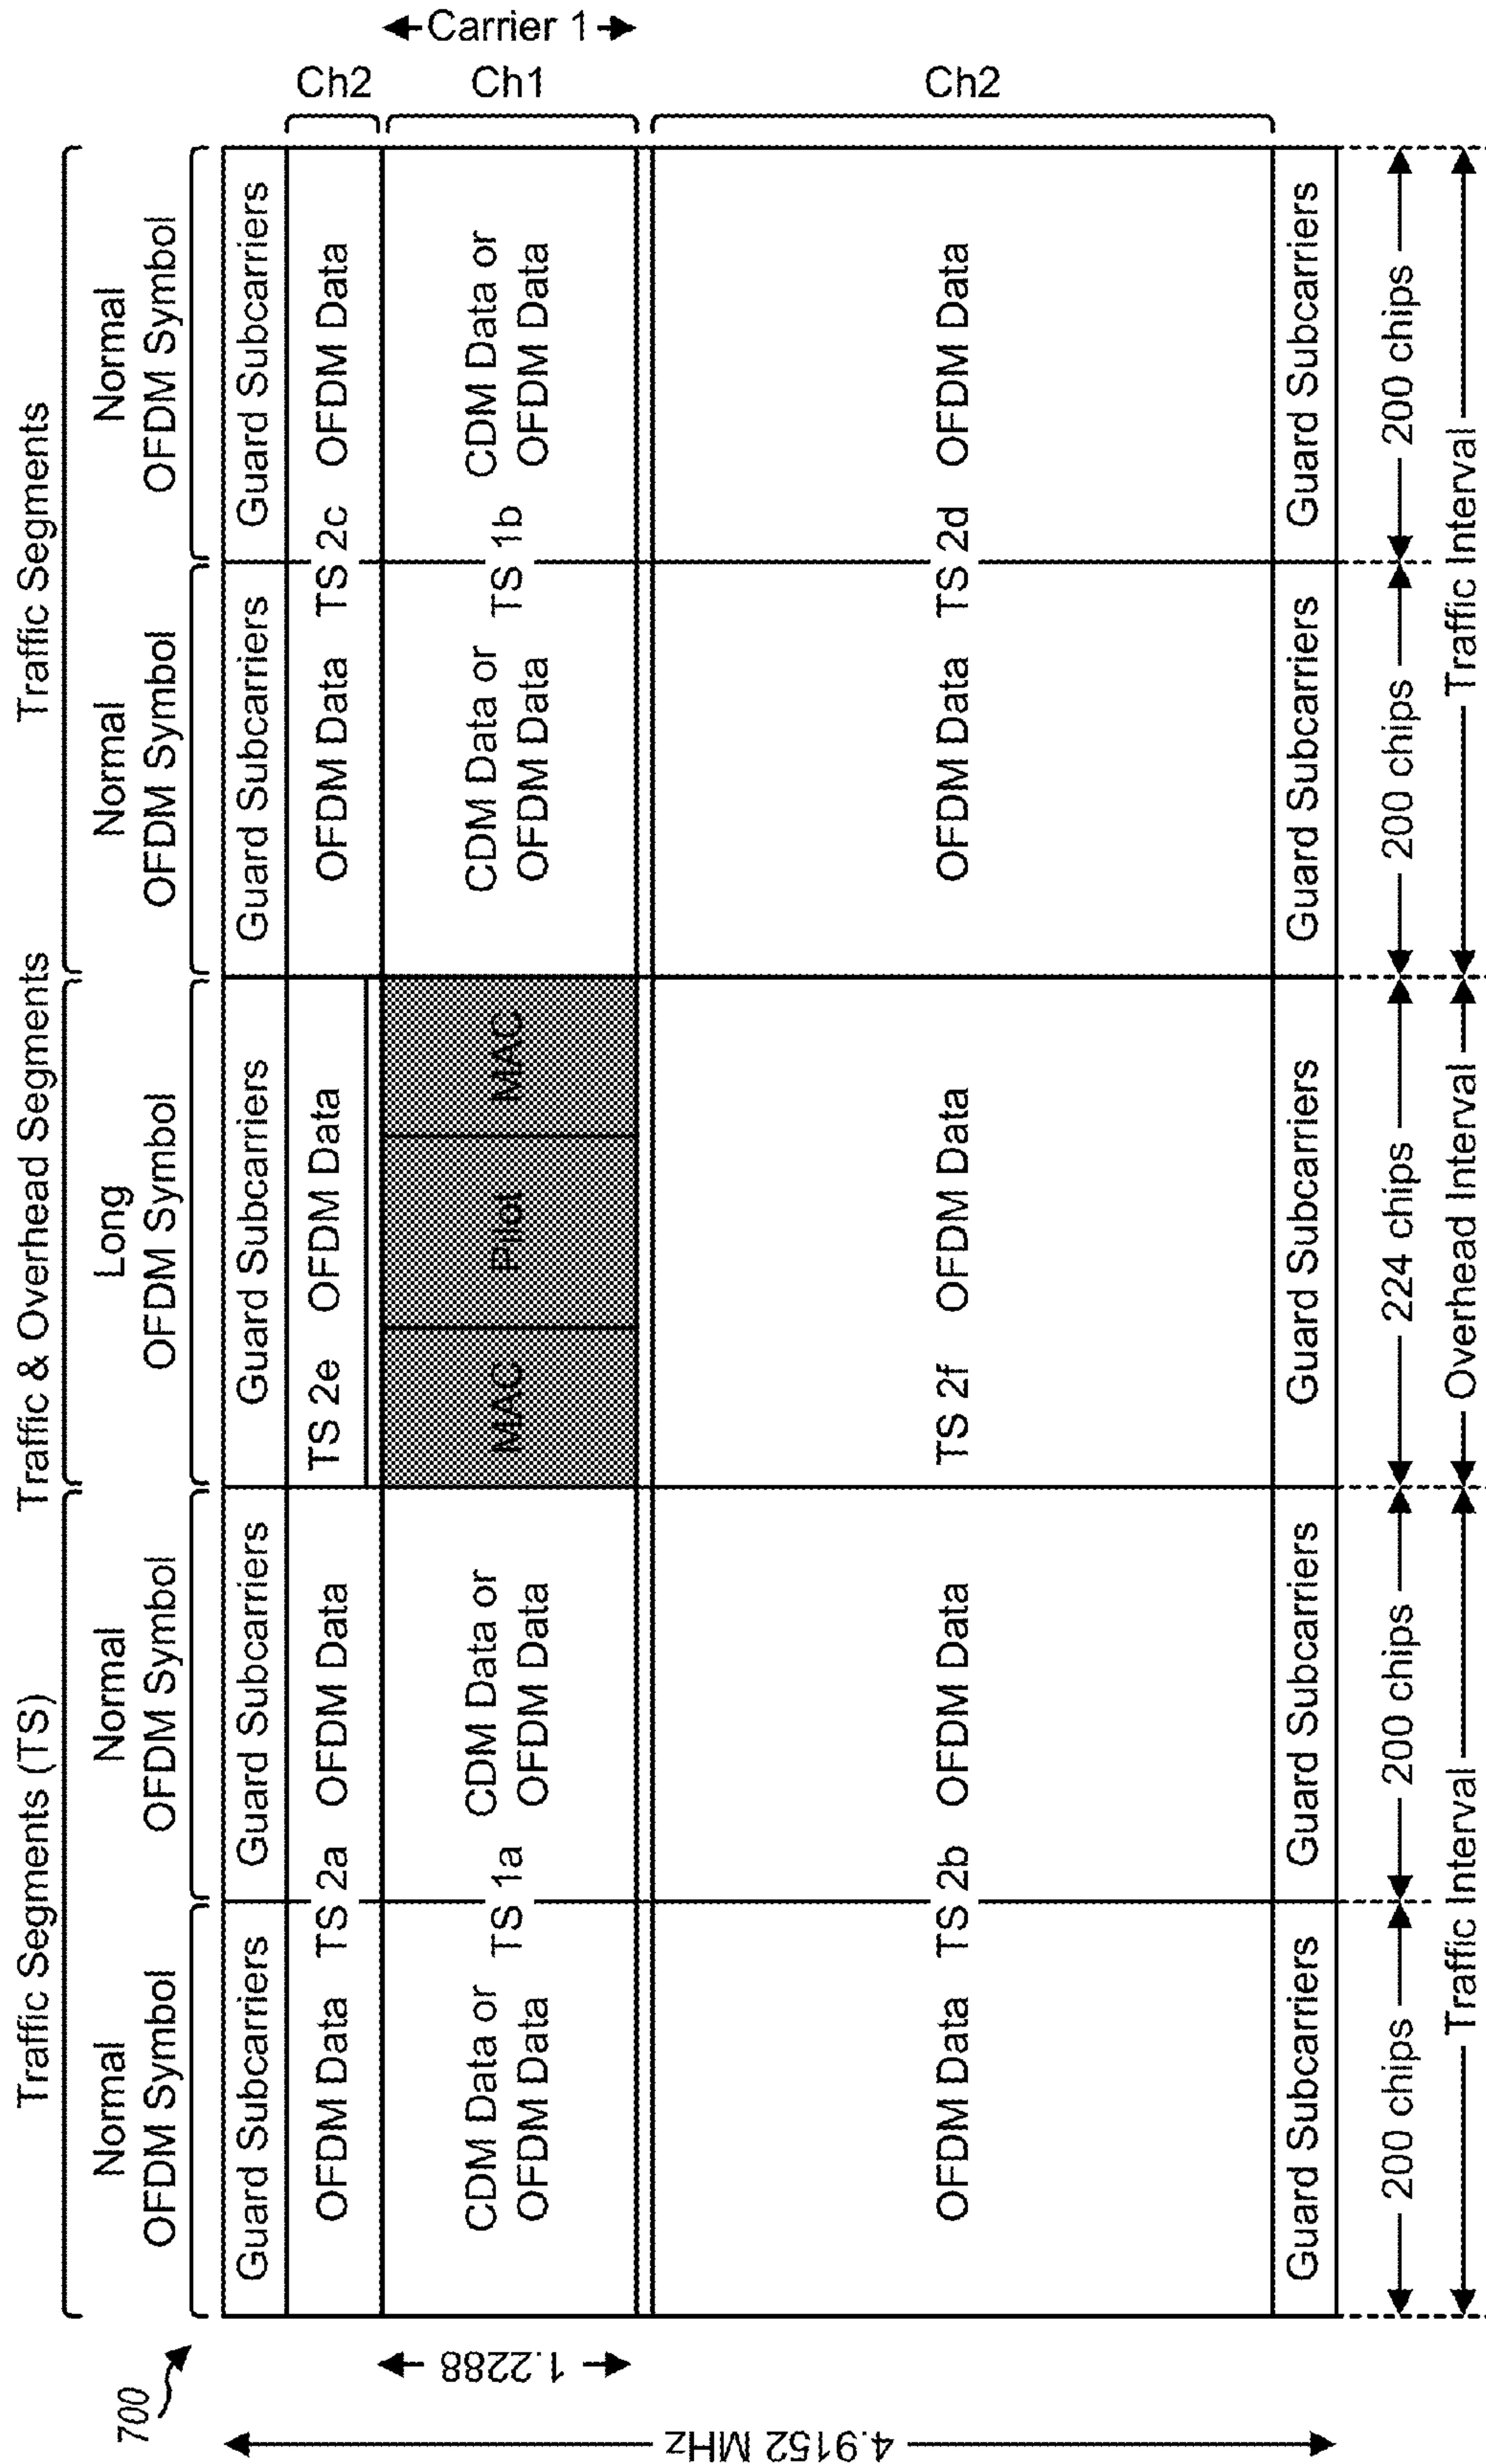 700
Traffic Segments (TS)
Traffic & Overhead Segments
Traffic Segments
Normal
OFDM Symbol
Normal
OFDM Symbol
Long
OFDM Symbol
Normal
OFDM Symbol
Normal
OFDM Symbol
Guard Subcarriers
Guard Subcarriers
Guard Subcarriers
Guard Subcarriers
Guard Subcarriers
OFDM Data
TS 2a
OFDM Data
TS 2e
OFDM Data
OFDM Data
TS 2c
OFDM Data
Ch2
CDM Data or
OFDM Data
TS 1a
CDM Data or
OFDM Data
MAC
Pilot
MAC
CDM Data or
OFDM Data
TS 1b
CDM Data or
OFDM Data
Ch1
Carrier 1
1.2288
4.9152 MHz
OFDM Data
TS 2b
OFDM Data
TS 2f
OFDM Data
OFDM Data
TS 2d
OFDM Data
Ch2
Guard Subcarriers
Guard Subcarriers
Guard Subcarriers
Guard Subcarriers
Guard Subcarriers
200 chips
200 chips
224 chips
200 chips
200 chips
Traffic Interval
Overhead Interval
Traffic Interval